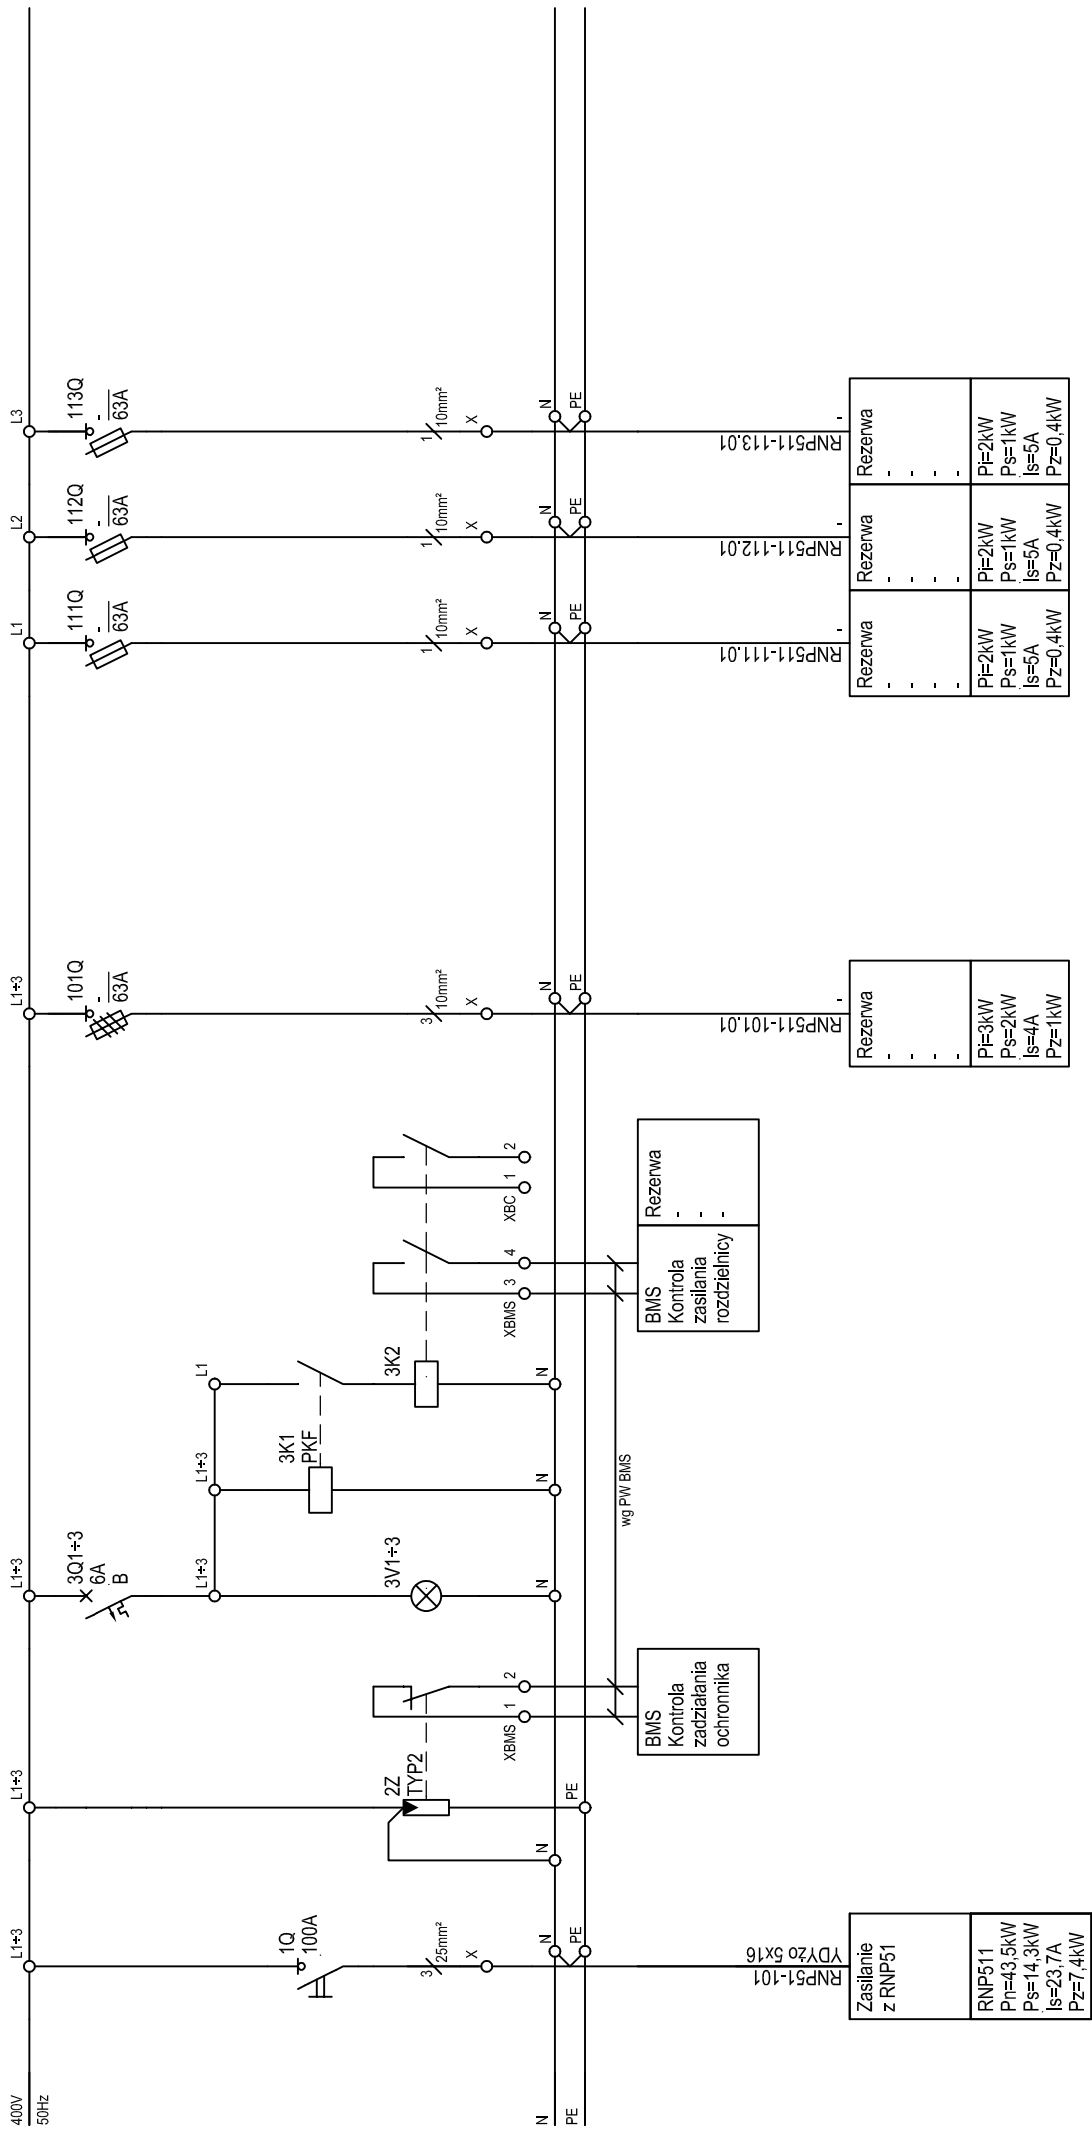 400V
50Hz
N
PE
L1÷3
1Q
100A
3
25mm²
X
N
PE
RNP51-101
YDYżo 5x16
Zasilanie
z RNP51
RNP511
Pn=43,5kW
Ps=14,3kW
Is=23,7A
Pz=7,4kW
L1÷3
2Z
TYP2
N
PE
XBMS 1 2
BMS
Kontrola
zadziałania
ochronnika
wg PW BMS
L1÷3
3Q1÷3
6A
B
L1÷3
3V1÷3
N
L1÷3
3K1
PKF
N
L1
3K2
N
XBMS 3 4
BMS
Kontrola
zasilania
rozdzielnicy
XBC 1 2
Rezerwa
-
-
-
L1÷3
101Q
-
63A
3
10mm²
X
N
PE
RNP511-101.01
-
Rezerwa
-
-
-
-
Pi=3kW
Ps=2kW
Is=4A
Pz=1kW
L1
111Q
-
63A
1
10mm²
X
N
PE
RNP511-111.01
-
Rezerwa
-
-
-
-
Pi=2kW
Ps=1kW
Is=5A
Pz=0,4kW
L2
112Q
-
63A
1
10mm²
X
N
PE
RNP511-112.01
-
Rezerwa
-
-
-
-
Pi=2kW
Ps=1kW
Is=5A
Pz=0,4kW
L3
113Q
-
63A
1
10mm²
X
N
PE
RNP511-113.01
-
Rezerwa
-
-
-
-
Pi=2kW
Ps=1kW
Is=5A
Pz=0,4kW